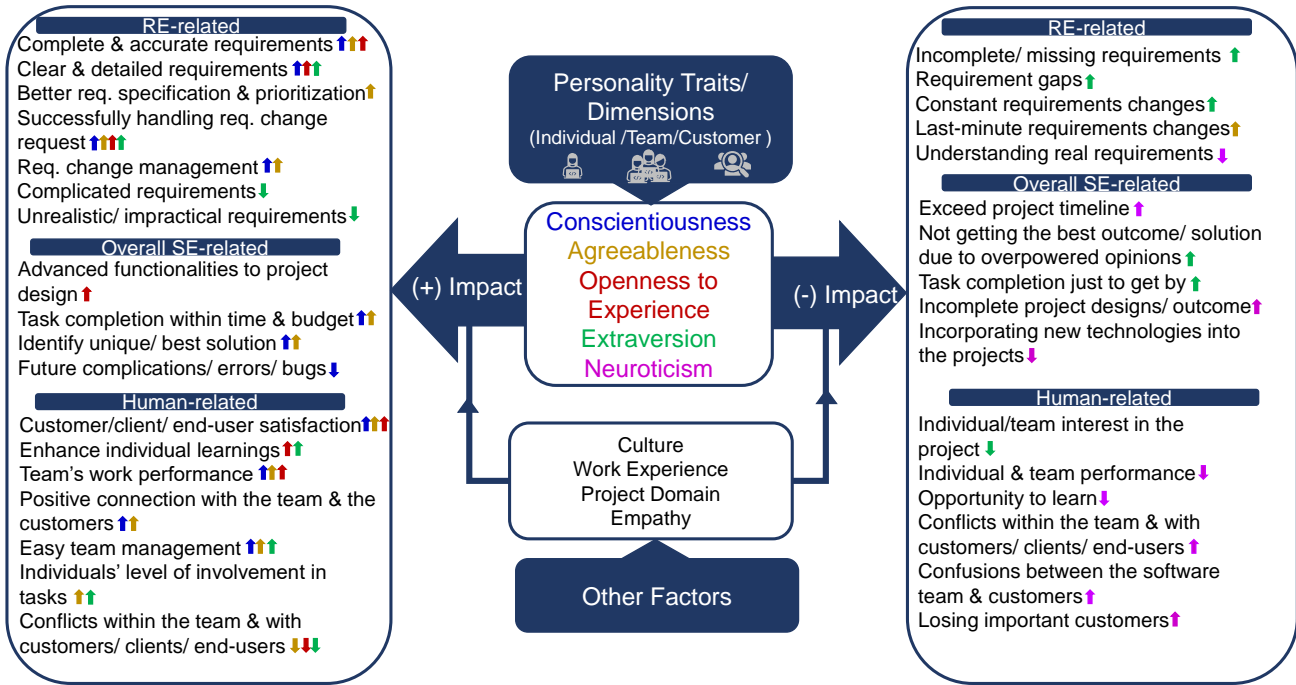 RE-related
Complete & accurate requirements
Clear & detailed requirements
Better req. specification & prioritization
Successfully handling req. change
request
Req. change management
Complicated requirements
Unrealistic/ impractical requirements
Overall SE-related
Advanced functionalities to project
design
Task completion within time & budget
Identify unique/ best solution
Future complications/ errors/ bugs
Human-related
Customer/client/ end-user satisfaction
Enhance individual learnings
Team's work performance
Positive connection with the team & the
customers
Easy team management
Individuals' level of involvement in
tasks
Conflicts within the team & with
customers/ clients/ end-users
Personality Traits/
Dimensions
(Individual /Team/Customer )
(+) Impact
Conscientiousness
Agreeableness
Openness to
Experience
Extraversion
Neuroticism
(-) Impact
Culture
Work Experience
Project Domain
Empathy
Other Factors
RE-related
Incomplete/ missing requirements
Requirement gaps
Constant requirements changes
Last-minute requirements changes
Understanding real requirements
Overall SE-related
Exceed project timeline
Not getting the best outcome/ solution
due to overpowered opinions
Task completion just to get by
Incomplete project designs/ outcome
Incorporating new technologies into
the projects
Human-related
Individual/team interest in the
project
Individual & team performance
Opportunity to learn
Conflicts within the team & with
customers/ clients/ end-users
Confusions between the software
team & customers
Losing important customers